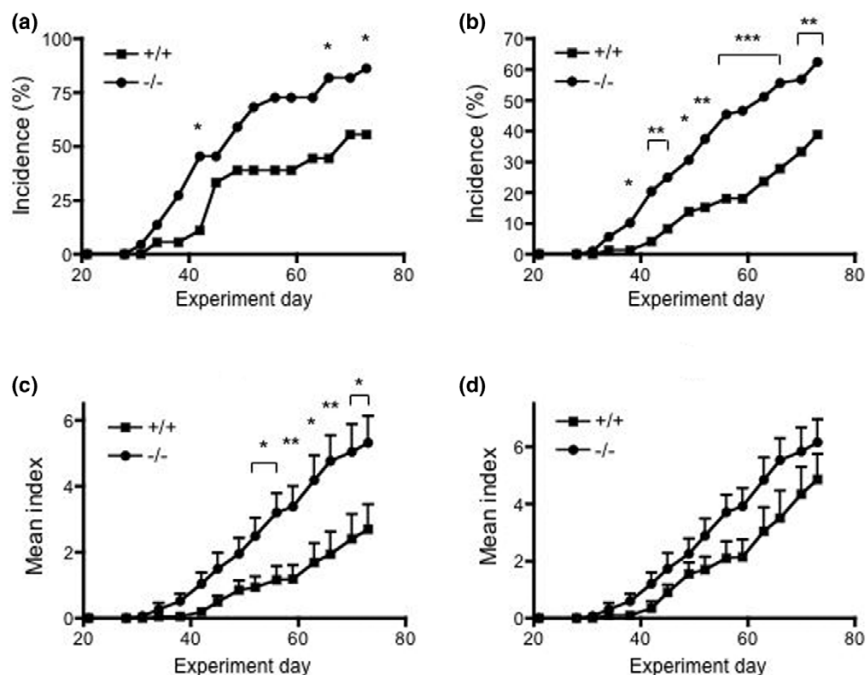 (a)
100
75
50
25
0
Incidence (%)
+/+
-/-
*
*
*
20 40 60 80
Experiment day
(b)
70
60
50
40
30
20
10
0
Incidence (%)
+/+
-/-
*
**
*
**
***
**
20 40 60 80
Experiment day
(c)
6
4
2
0
Mean index
+/+
-/-
*
**
*
**
*
20 40 60 80
Experiment day
(d)
6
4
2
0
Mean index
+/+
-/-
20 40 60 80
Experiment day